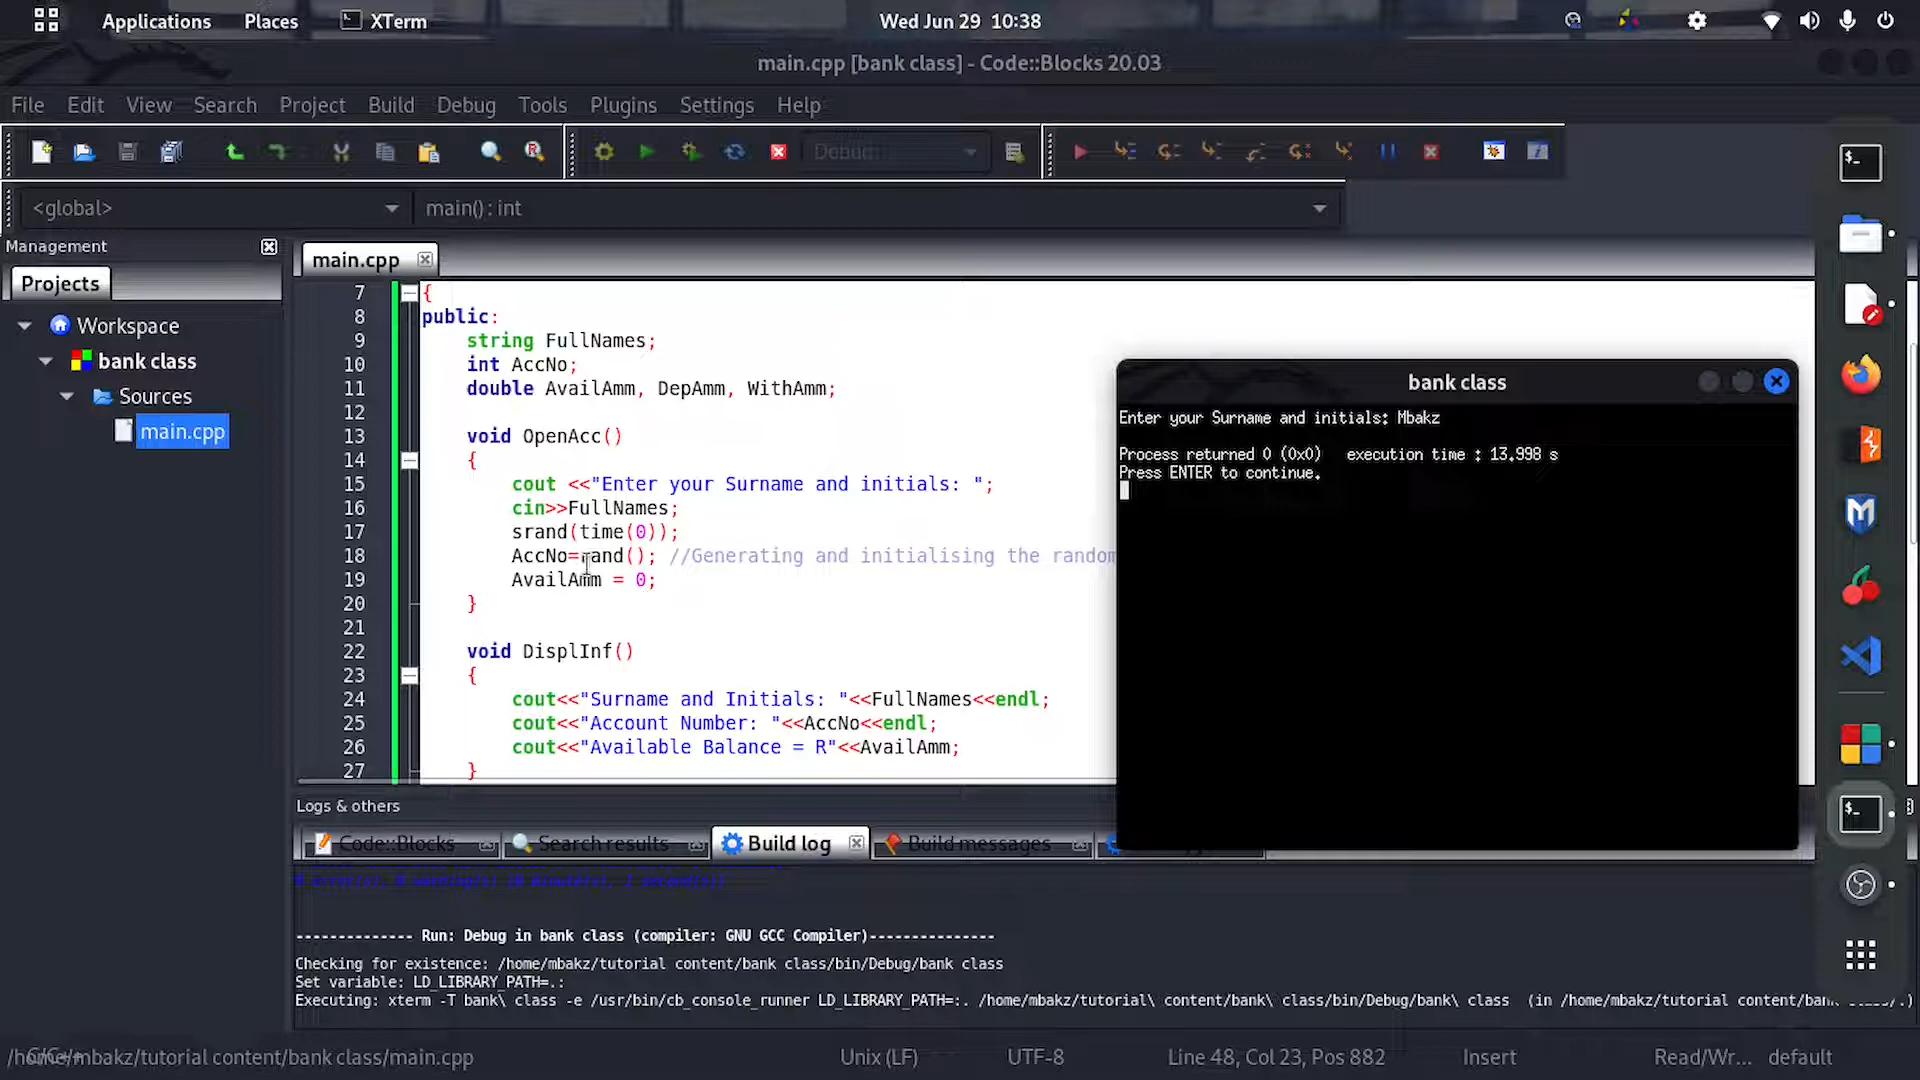 Applications Places XTerm Wed Jun 29 10:38
main.cpp [bank class] - Code::Blocks 20.03
File Edit View Search Project Build Debug Tools Plugins Settings Help
Debug
<global> main() : int
Management
Projects
Workspace
bank class
Sources
main.cpp
main.cpp
7 {
8 public:
9 string FullNames;
10 int AccNo;
11 double AvailAmm, DepAmm, WithAmm;
12
13 void OpenAcc()
14 {
15 cout <<"Enter your Surname and initials: ";
16 cin>>FullNames;
17 srand(time(0));
18 AccNo=rand(); //Generating and initialising the random
19 AvailAmm = 0;
20 }
21
22 void DisplInf()
23 {
24 cout<<"Surname and Initials: "<<FullNames<<endl;
25 cout<<"Account Number: "<<AccNo<<endl;
26 cout<<"Available Balance = R"<<AvailAmm;
27 }
bank class
Enter your Surname and initials: Mbakz
Process returned 0 (0x0) execution time : 13.998 s
Press ENTER to continue.
Logs & others
Code::Blocks Search results Build log Build messages
-------------- Run: Debug in bank class (compiler: GNU GCC Compiler)---------------
Checking for existence: /home/mbakz/tutorial content/bank class/bin/Debug/bank class
Set variable: LD_LIBRARY_PATH=.:
Executing: xterm -T bank\ class -e /usr/bin/cb_console_runner LD_LIBRARY_PATH=:. /home/mbakz/tutorial\ content/bank\ class/bin/Debug/bank\ class (in /home/mbakz/tutorial content/bank class/.)
/home/mbakz/tutorial content/bank class/main.cpp C/C++ Unix (LF) UTF-8 Line 48, Col 23, Pos 882 Insert Read/Wr... default